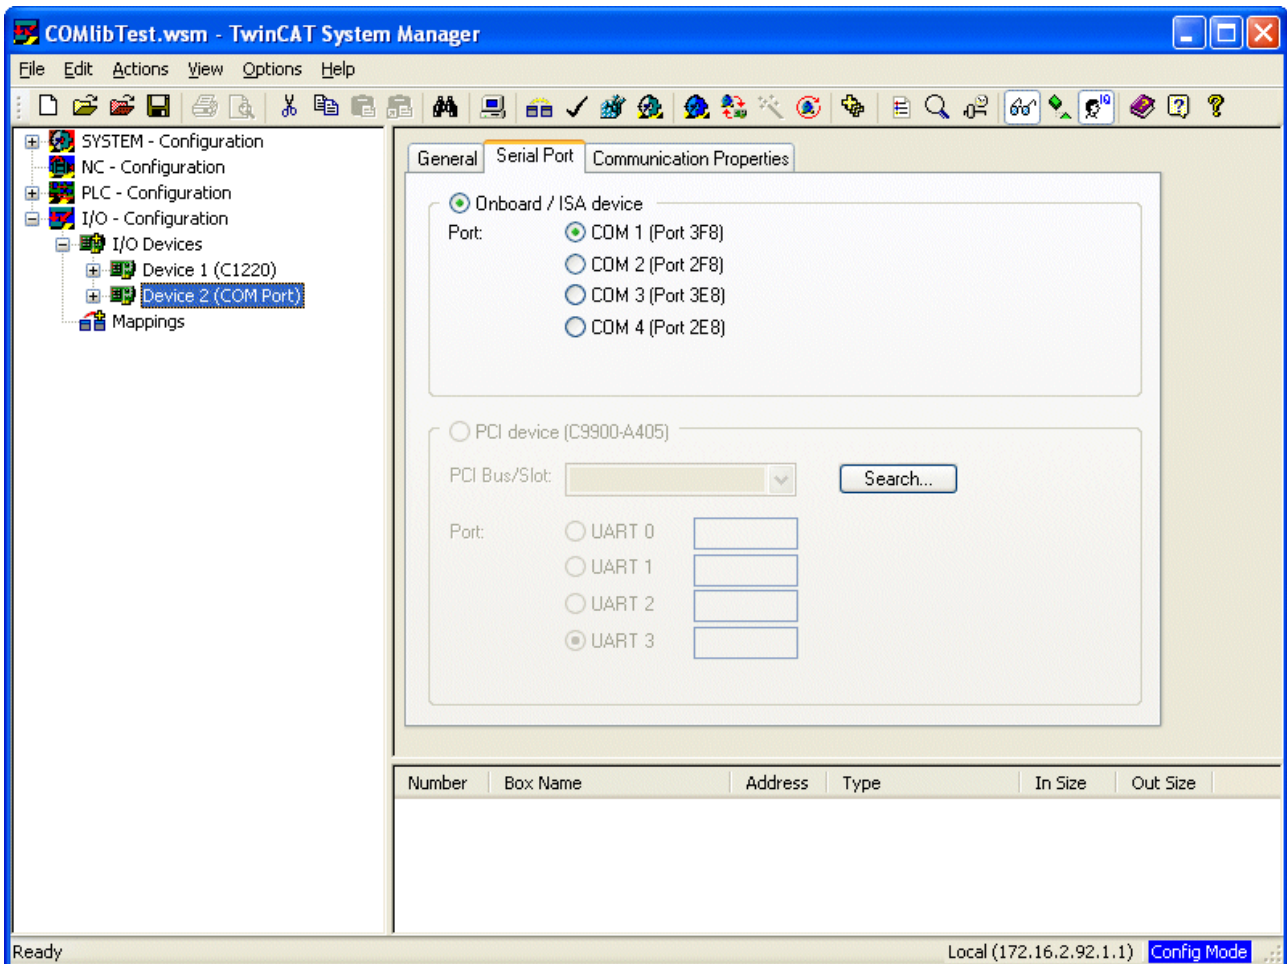 COMlibTest.wsm - TwinCAT System Manager
File Edit Actions View Options Help
SYSTEM - Configuration
NC - Configuration
PLC - Configuration
I/O - Configuration
I/O Devices
Device 1 (C1220)
Device 2 (COM Port)
Mappings
General Serial Port Communication Properties
Onboard / ISA device
Port: COM 1 (Port 3F8)
COM 2 (Port 2F8)
COM 3 (Port 3E8)
COM 4 (Port 2E8)
PCI device (C9900-A405)
PCI Bus/Slot: Search...
Port: UART 0
UART 1
UART 2
UART 3
Number Box Name Address Type In Size Out Size
Ready Local (172.16.2.92.1.1) Config Mode